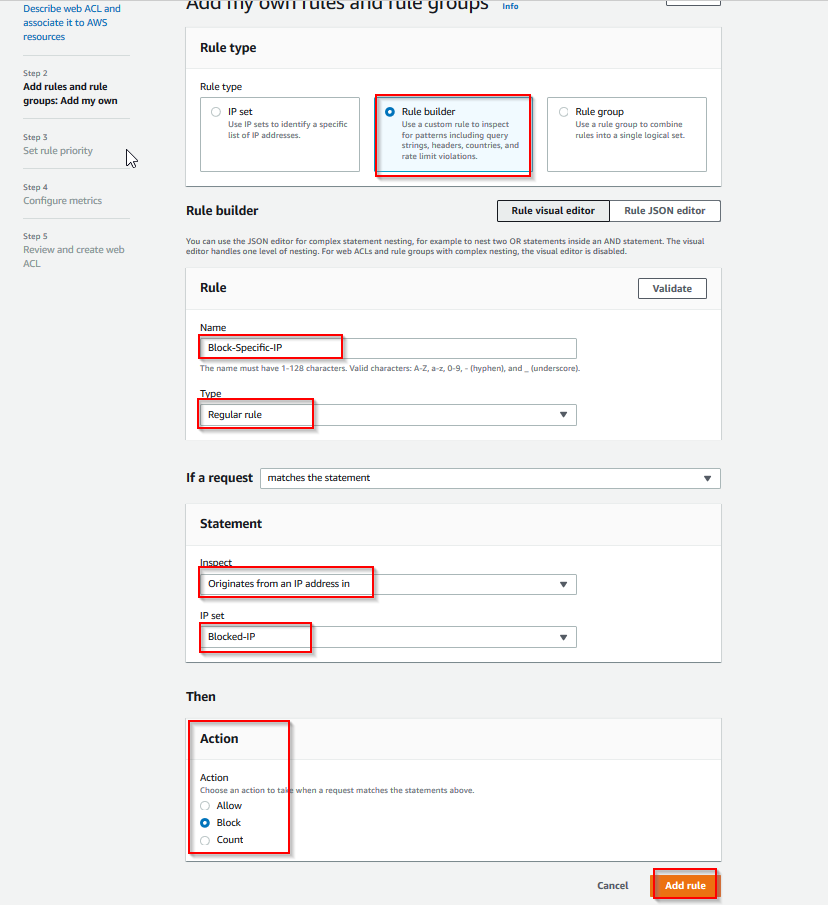 Add my own rules and rule groups Info
Describe web ACL and
associate it to AWS
resources
Step 2
Add rules and rule
groups: Add my own
Step 3
Set rule priority
Step 4
Configure metrics
Step 5
Review and create web
ACL
Rule type
Rule type
IP set
Use IP sets to identify a specific
list of IP addresses.
Rule builder
Use a custom rule to inspect
for patterns including query
strings, headers, countries, and
rate limit violations.
Rule group
Use a rule group to combine
rules into a single logical set.
Rule builder
Rule visual editor
Rule JSON editor
You can use the JSON editor for complex statement nesting, for example to nest two OR statements inside an AND statement. The visual
editor handles one level of nesting. For web ACLs and rule groups with complex nesting, the visual editor is disabled.
Rule
Validate
Name
Block-Specific-IP
The name must have 1-128 characters. Valid characters: A-Z, a-z, 0-9, - (hyphen), and _ (underscore).
Type
Regular rule
If a request
matches the statement
Statement
Inspect
Originates from an IP address in
IP set
Blocked-IP
Then
Action
Action
Choose an action to take when a request matches the statements above.
Allow
Block
Count
Cancel
Add rule